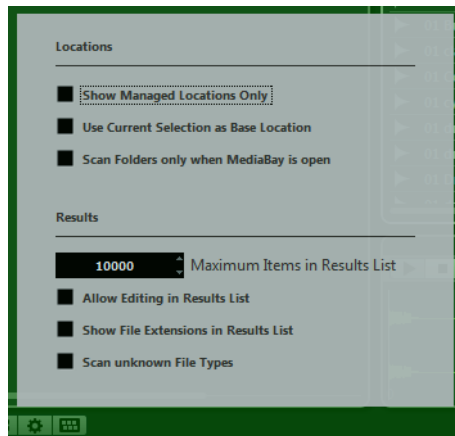 Locations
Show Managed Locations Only
Use Current Selection as Base Location
Scan Folders only when MediaBay is open
Results
10000 Maximum Items in Results List
Allow Editing in Results List
Show File Extensions in Results List
Scan unknown File Types